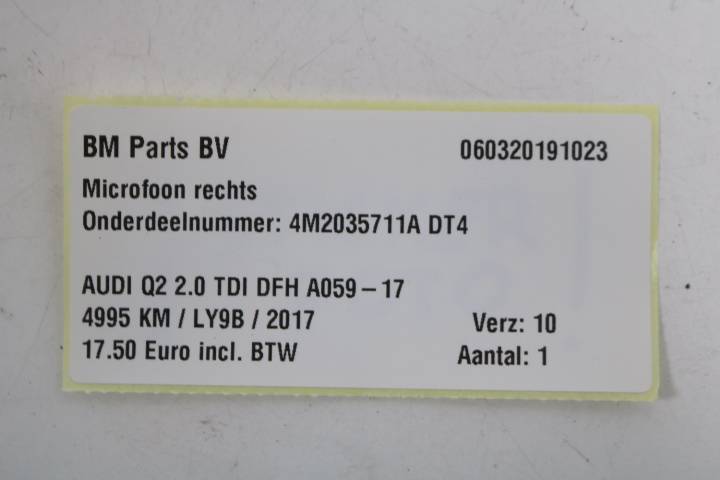 BM Parts BV 060320191023
Microfoon rechts
Onderdeelnummer: 4M2035711A DT4
AUDI Q2 2.0 TDI DFH A059 – 17
4995 KM / LY9B / 2017 Verz: 10
17.50 Euro incl. BTW Aantal: 1